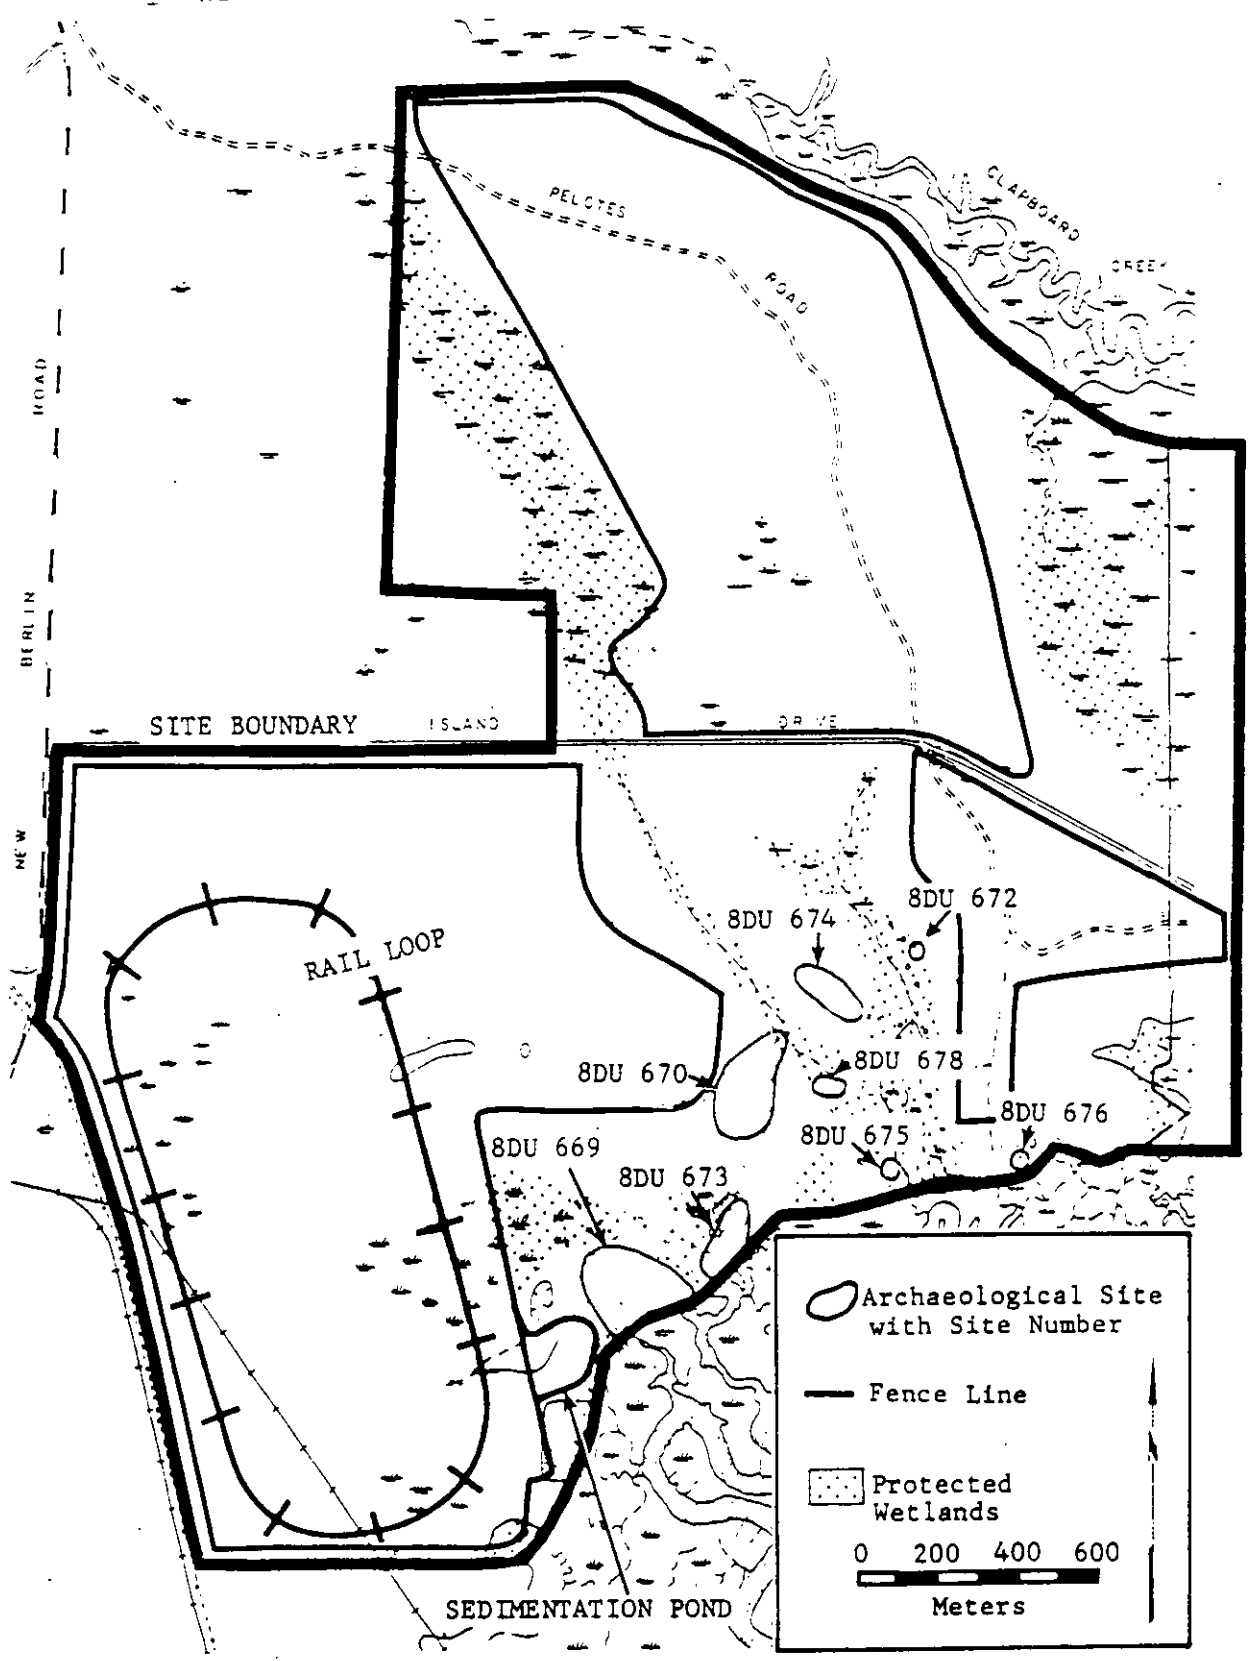 CLAPBOARD
CREEK
PELOTES
ROAD
ROAD
BERLIN
NEW
SITE BOUNDARY
ISLAND
DRIVE
8DU 672
8DU 674
RAIL LOOP
8DU 670
8DU 678
8DU 676
8DU 675
8DU 669
8DU 673
Archaeological Site
with Site Number
Fence Line
Protected
Wetlands
0 200 400 600
Meters
SEDIMENTATION POND